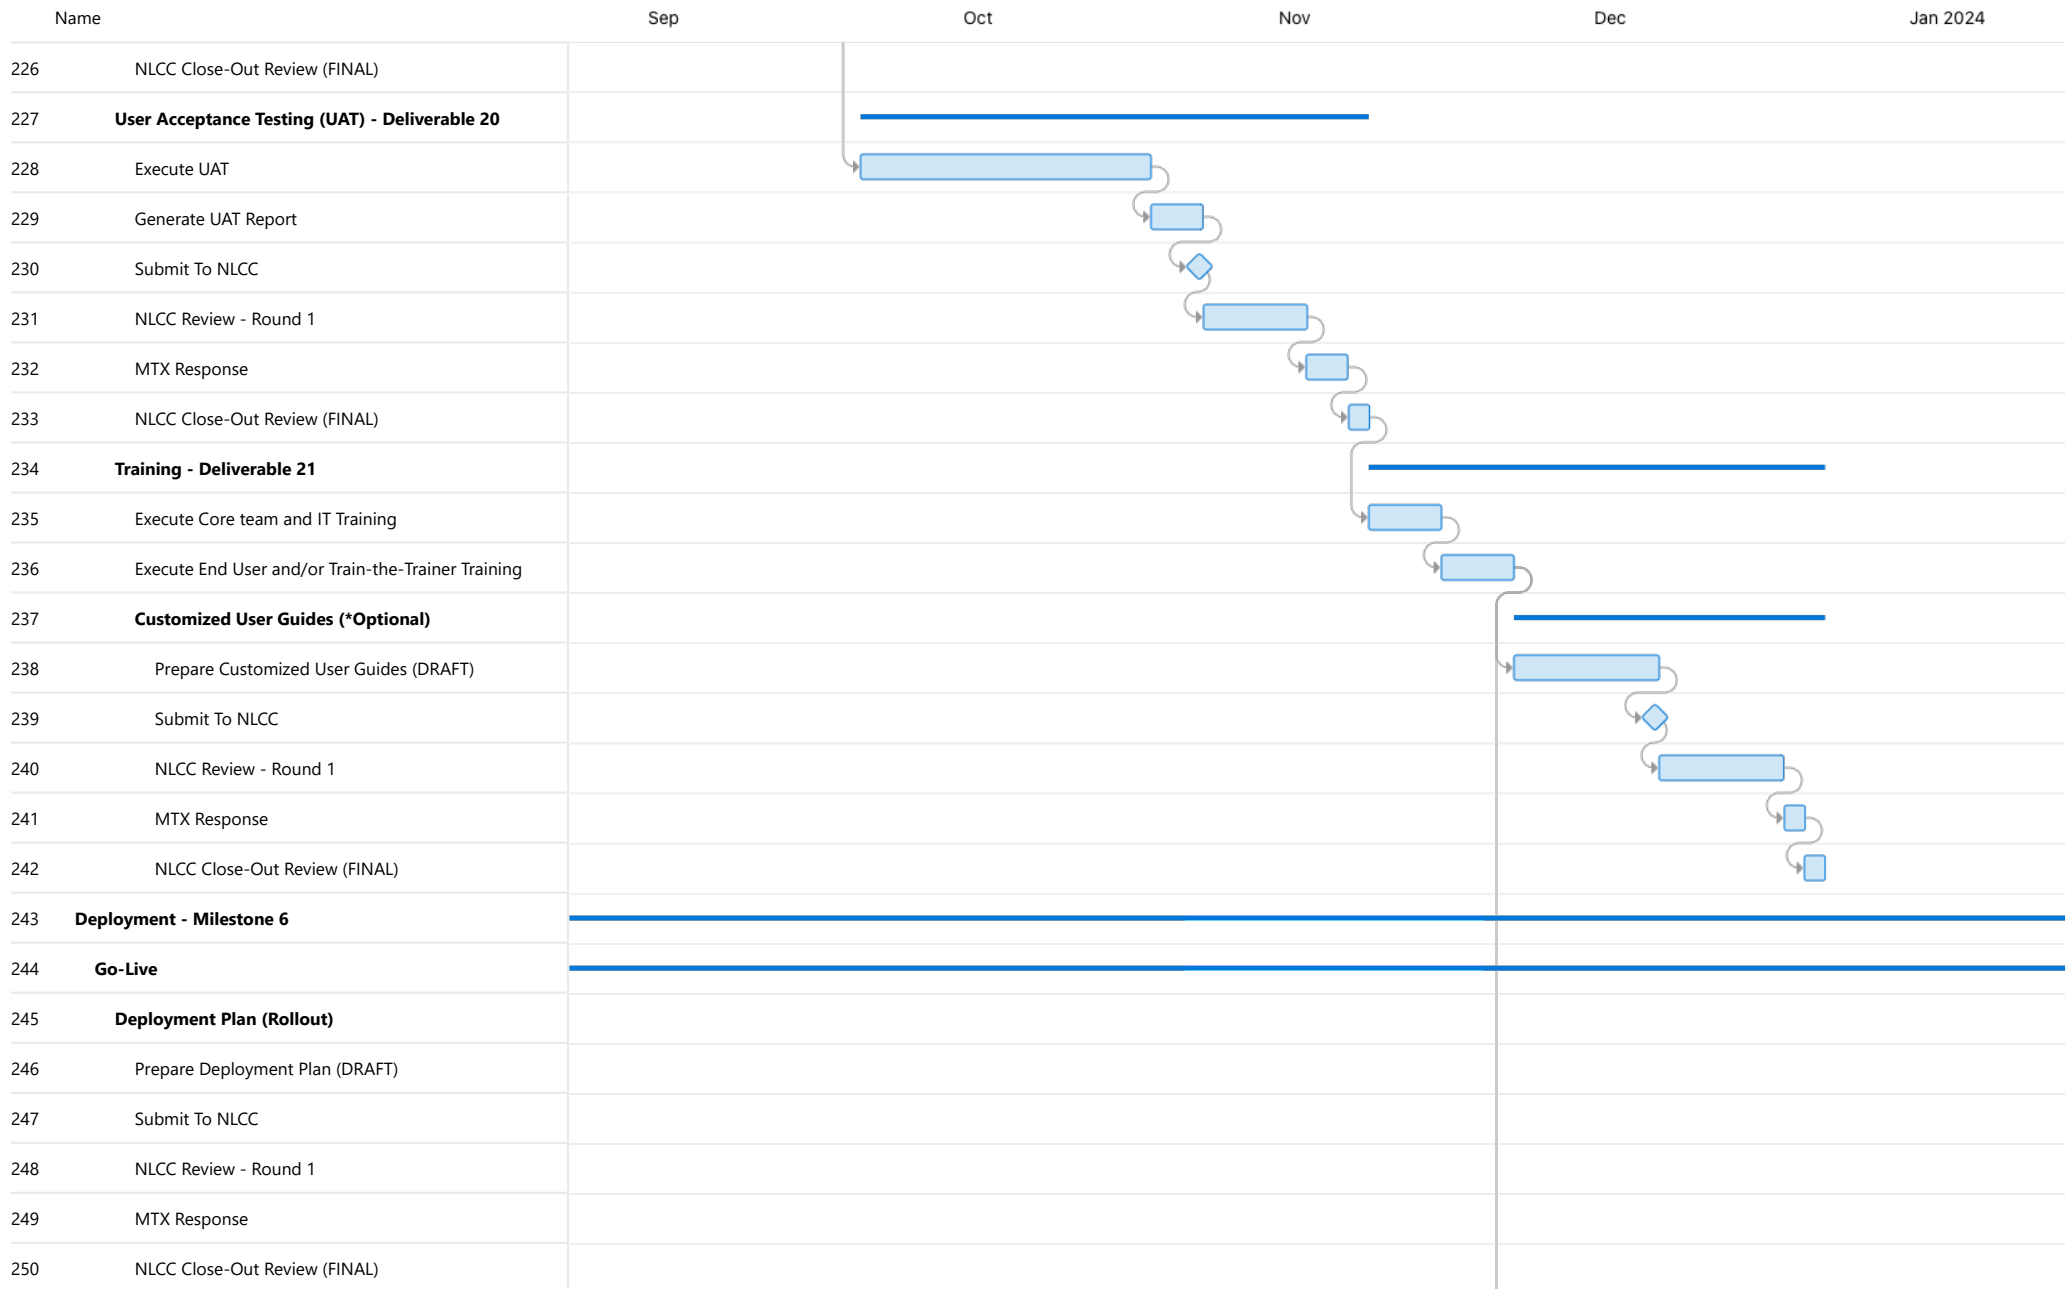 Name Sep Oct Nov Dec Jan 2024
226 NLCC Close-Out Review (FINAL)
227 User Acceptance Testing (UAT) - Deliverable 20
228 Execute UAT
229 Generate UAT Report
230 Submit To NLCC
231 NLCC Review - Round 1
232 MTX Response
233 NLCC Close-Out Review (FINAL)
234 Training - Deliverable 21
235 Execute Core team and IT Training
236 Execute End User and/or Train-the-Trainer Training
237 Customized User Guides (*Optional)
238 Prepare Customized User Guides (DRAFT)
239 Submit To NLCC
240 NLCC Review - Round 1
241 MTX Response
242 NLCC Close-Out Review (FINAL)
243 Deployment - Milestone 6
244 Go-Live
245 Deployment Plan (Rollout)
246 Prepare Deployment Plan (DRAFT)
247 Submit To NLCC
248 NLCC Review - Round 1
249 MTX Response
250 NLCC Close-Out Review (FINAL)